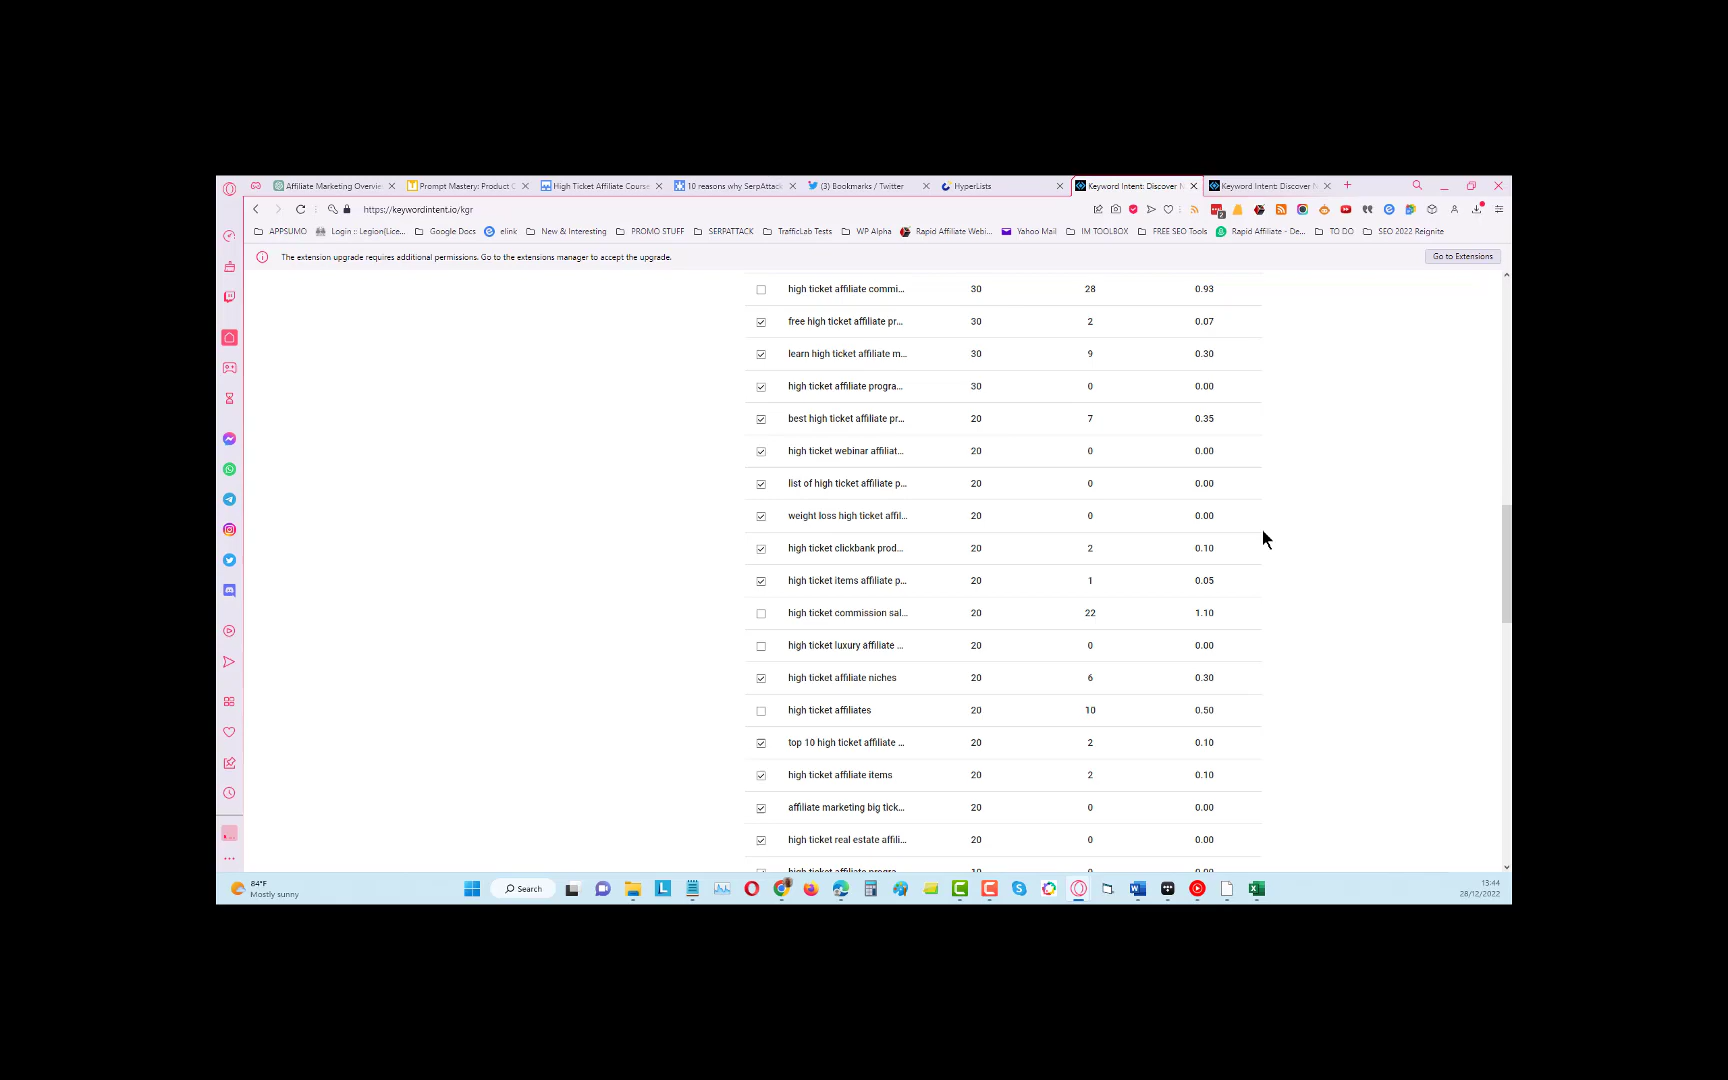 Affiliate Marketing Overvie
Prompt Mastery: Product C
High Ticket Affiliate Course
10 reasons why SerpAttack
(3) Bookmarks / Twitter
HyperLists
Keyword Intent: Discover N
Keyword Intent: Discover N
https://keywordintent.io/kgr
APPSUMO
Login :: Legion{Lice...
Google Docs
elink
New & Interesting
PROMO STUFF
SERPATTACK
TrafficLab Tests
WP Alpha
Rapid Affiliate Webi...
Yahoo Mail
IM TOOLBOX
FREE SEO Tools
Rapid Affiliate - De...
TO DO
SEO 2022 Reignite
The extension upgrade requires additional permissions. Go to the extensions manager to accept the upgrade.
Go to Extensions
high ticket affiliate commi... 30 28 0.93
free high ticket affiliate pr... 30 2 0.07
learn high ticket affiliate m... 30 9 0.30
high ticket affiliate progra... 30 0 0.00
best high ticket affiliate pr... 20 7 0.35
high ticket webinar affiliat... 20 0 0.00
list of high ticket affiliate p... 20 0 0.00
weight loss high ticket affil... 20 0 0.00
high ticket clickbank prod... 20 2 0.10
high ticket items affiliate p... 20 1 0.05
high ticket commission sal... 20 22 1.10
high ticket luxury affiliate ... 20 0 0.00
high ticket affiliate niches 20 6 0.30
high ticket affiliates 20 10 0.50
top 10 high ticket affiliate ... 20 2 0.10
high ticket affiliate items 20 2 0.10
affiliate marketing big tick... 20 0 0.00
high ticket real estate affili... 20 0 0.00
84°F
Mostly sunny
Search
13:44
28/12/2022